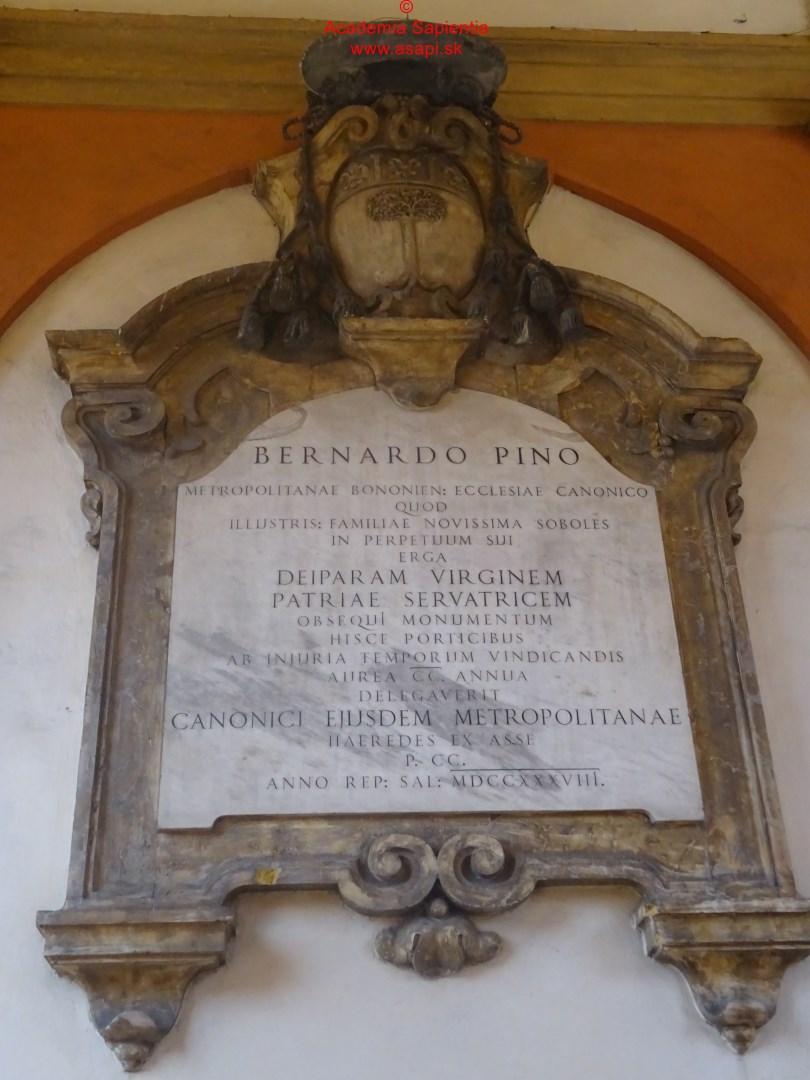 ©
Academia Sapientia
www.asapi.sk
BERNARDO PINO
METROPOLITANAE BONONIEN: ECCLESIAE CANONICO
QUOD
ILLUSTRIS: FAMILIAE NOVISSIMA SOBOLES
IN PERPETUUM SUI
ERGA
DEIPARAM VIRGINEM
PATRIAE SERVATRICEM
OBSEQUI MONUMENTUM
HISCE PORTICIBUS
AB INJURIA TEMPORUM VINDICANDIS
AUREA CC. ANNUA
DELEGAVERIT
CANONICI EJUSDEM METROPOLITANAE
HAEREDES EX ASSE
P. CC.
ANNO REP: SAL: MDCCXXXVIII.